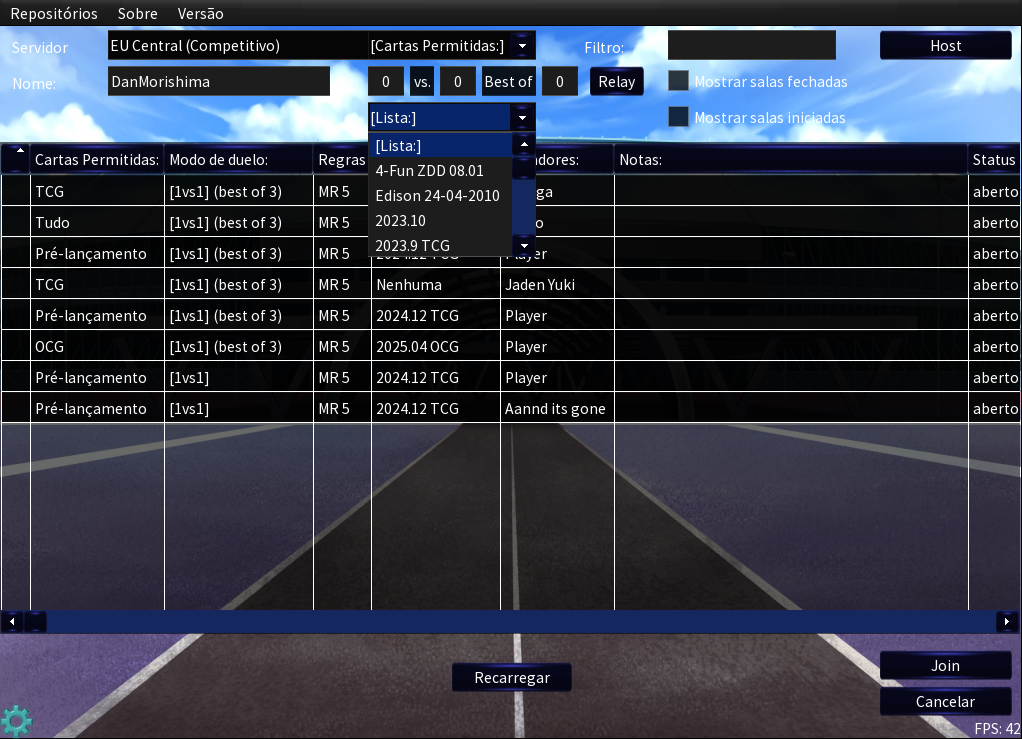 Repositórios Sobre Versão
Servidor EU Central (Competitivo) [Cartas Permitidas:] Filtro: Host
Nome: DanMorishima 0 vs. 0 Best of 0 Relay Mostrar salas fechadas
[Lista:] Mostrar salas iniciadas
[Lista:]
4-Fun ZDD 08.01
Edison 24-04-2010
2023.10
2023.9 TCG
Cartas Permitidas: Modo de duelo: Regras Notas: Status
TCG [1vs1] (best of 3) MR 5 aberto
Tudo [1vs1] (best of 3) MR 5 aberto
Pré-lançamento [1vs1] (best of 3) MR 5 2024.12 TCG Player aberto
TCG [1vs1] (best of 3) MR 5 Nenhuma Jaden Yuki aberto
Pré-lançamento [1vs1] (best of 3) MR 5 2024.12 TCG Player aberto
OCG [1vs1] (best of 3) MR 5 2025.04 OCG Player aberto
Pré-lançamento [1vs1] MR 5 2024.12 TCG Player aberto
Pré-lançamento [1vs1] MR 5 2024.12 TCG Aannd its gone aberto
Recarregar
Join
Cancelar
FPS: 42